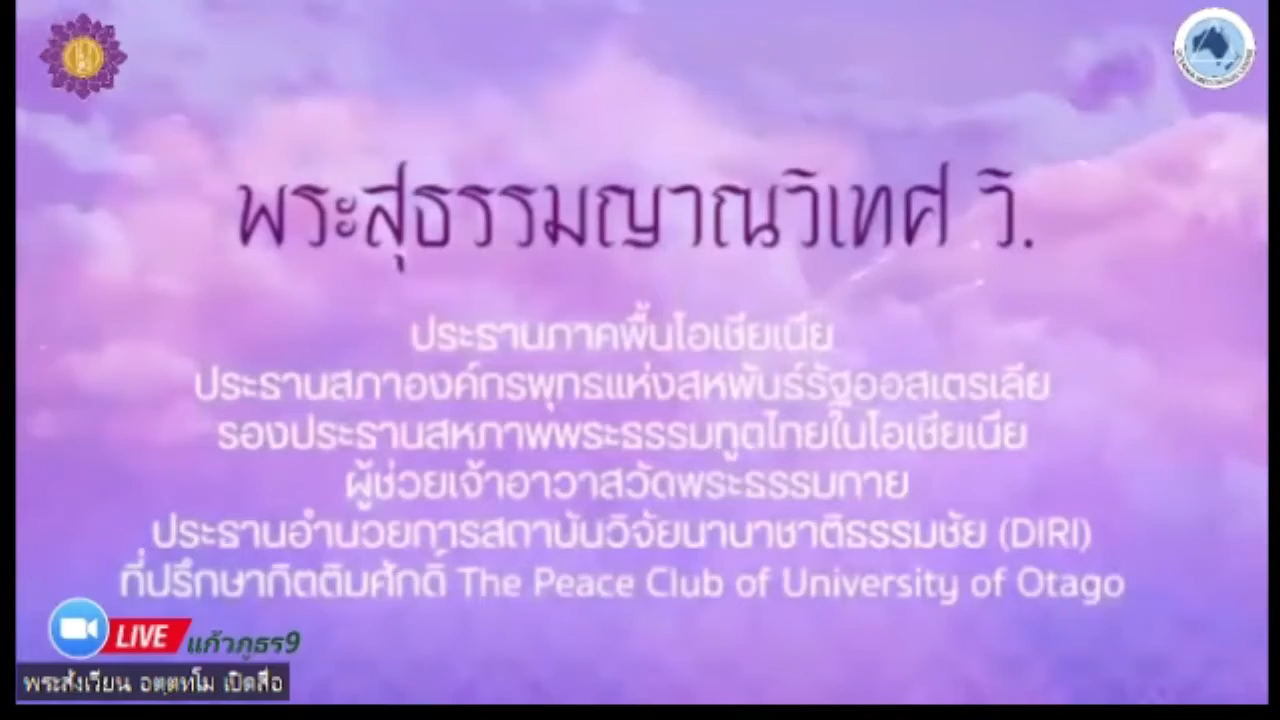 พระสุธรรมญาณวิเทศ วิ.
ประธานภาคพื้นโอเชียเนีย
ประธานสภาองค์กรพุทธแห่งสหพันธ์รัฐออสเตรเลีย
รองประธานสหภาพพระธรรมทูตไทยในโอเชียเนีย
ผู้ช่วยเจ้าอาวาสวัดพระธรรมกาย
ประธานอำนวยการสถาบันวิจัยนานาชาติธรรมชัย (DIRI)
ที่ปรึกษากิตติมศักดิ์ The Peace Club of University of Otago
LIVE แก้วภูธร9
พระสังเวียน อตฺตทโม เปิดสื่อ